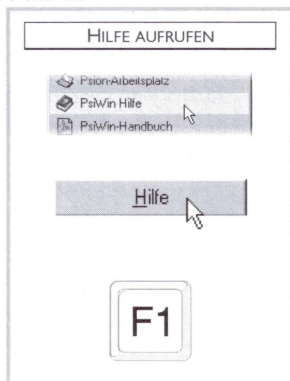 HILFE AUFRUFEN
Psion-Arbeitsplatz
PsiWin Hilfe
PsiWin-Handbuch
Hilfe
F1